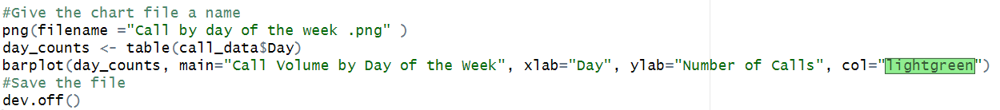 #Give the chart file a name
png(filename ="Call by day of the week .png" )
day_counts <- table(call_data$Day)
barplot(day_counts, main="Call Volume by Day of the Week", xlab="Day", ylab="Number of Calls", col="lightgreen")
#Save the file
dev.off()